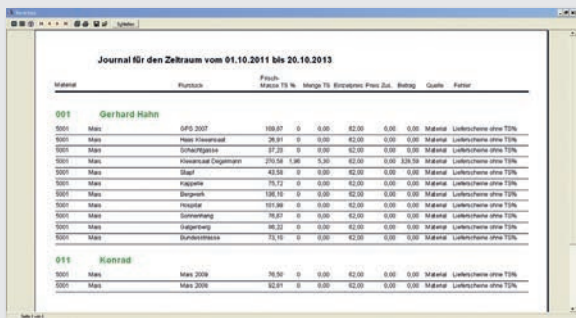 Schließen
Journal für den Zeitraum vom 01.10.2011 bis 20.10.2013
Frisch-
Material Flurstück Masse TS % Menge TS Einzelpreis Preis Zus. Betrag Quelle Fehler
001 Gerhard Hahn
5001 Mais GPS 2007 109,87 0 0,00 62,00 0,00 0,00 Material Lieferscheine ohne TS%
5001 Mais Haas Kleeansaat 26,91 0 0,00 62,00 0,00 0,00 Material Lieferscheine ohne TS%
5001 Mais Schachtgasse 37,23 0 0,00 62,00 0,00 0,00 Material Lieferscheine ohne TS%
5001 Mais Kleeansaat Degelmann 270,58 1,96 5,30 62,00 0,00 328,59 Material Lieferscheine ohne TS%
5001 Mais Stapf 43,58 0 0,00 62,00 0,00 0,00 Material Lieferscheine ohne TS%
5001 Mais Kappelle 75,72 0 0,00 62,00 0,00 0,00 Material Lieferscheine ohne TS%
5001 Mais Bergwerk 136,10 0 0,00 62,00 0,00 0,00 Material Lieferscheine ohne TS%
5001 Mais Hospital 101,98 0 0,00 62,00 0,00 0,00 Material Lieferscheine ohne TS%
5001 Mais Sonnenhang 76,67 0 0,00 62,00 0,00 0,00 Material Lieferscheine ohne TS%
5001 Mais Galgenberg 96,22 0 0,00 62,00 0,00 0,00 Material Lieferscheine ohne TS%
5001 Mais Bundesstrasse 73,10 0 0,00 62,00 0,00 0,00 Material Lieferscheine ohne TS%
011 Konrad
5001 Mais Mais 2009 76,50 0 0,00 62,00 0,00 0,00 Material Lieferscheine ohne TS%
5001 Mais Mais 2009 92,61 0 0,00 62,00 0,00 0,00 Material Lieferscheine ohne TS%